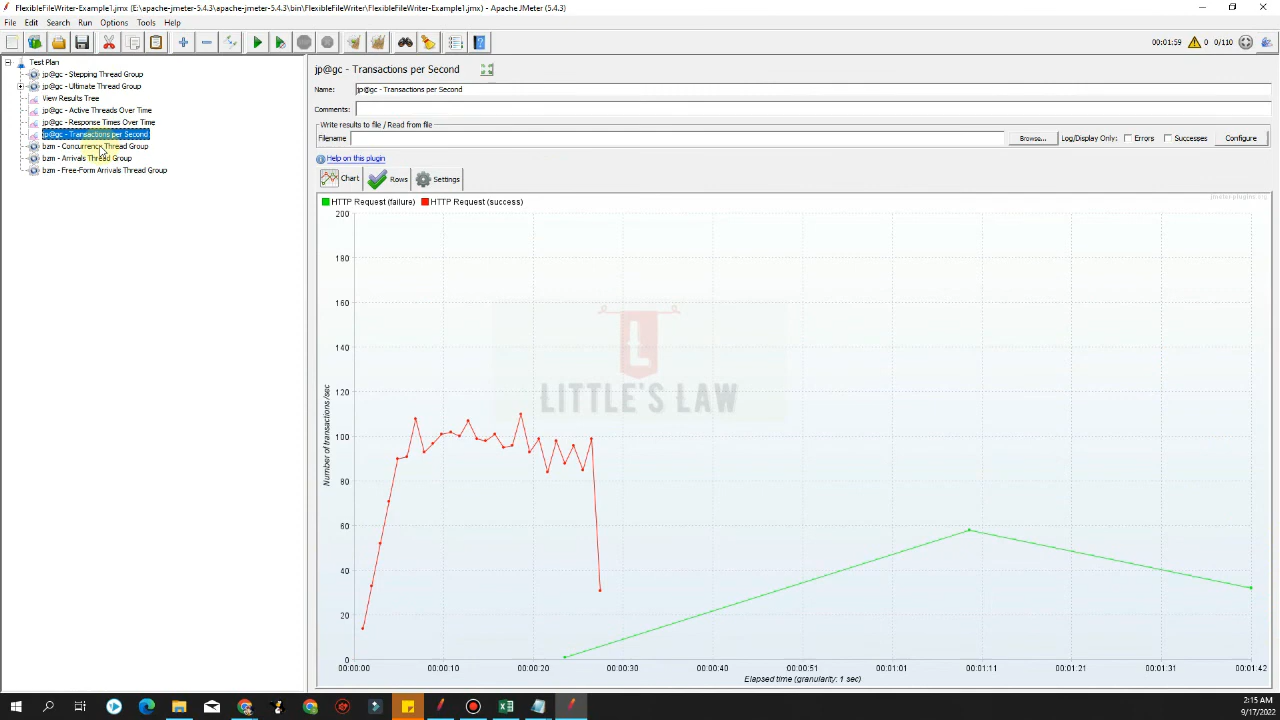 FlexibleFileWriter-Example1.jmx (E:\apache-jmeter-5.4.3\apache-jmeter-5.4.3\bin\FlexibleFileWriter\FlexibleFileWriter-Example1.jmx) - Apache JMeter (5.4.3)
File Edit Search Run Options Tools Help
00:01:59 0 0/110
Test Plan
jp@gc - Stepping Thread Group
jp@gc - Ultimate Thread Group
View Results Tree
jp@gc - Active Threads Over Time
jp@gc - Response Times Over Time
jp@gc - Transactions per Second
bzm - Concurrency Thread Group
bzm - Arrivals Thread Group
bzm - Free-Form Arrivals Thread Group
jp@gc - Transactions per Second
Name: jp@gc - Transactions per Second
Comments:
Write results to file / Read from file
Filename Browse... Log/Display Only: Errors Successes Configure
Help on this plugin
Chart Rows Settings
HTTP Request (failure) HTTP Request (success)
jmeter-plugins.org
200
180
160
140
120
100
80
60
40
20
0
Number of transactions /sec
L
LITTLE'S LAW
00:00:00 00:00:10 00:00:20 00:00:30 00:00:40 00:00:51 00:01:01 00:01:11 00:01:21 00:01:31 00:01:42
Elapsed time (granularity: 1 sec)
2:15 AM
9/17/2022